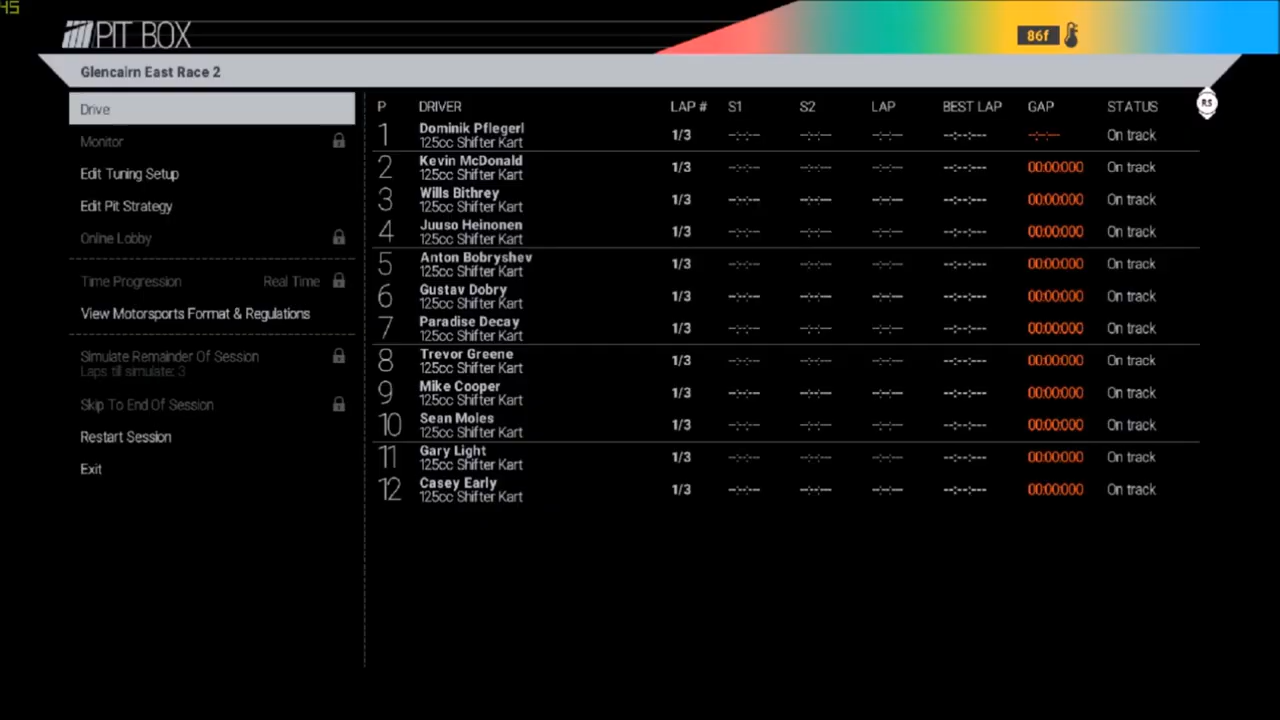 45
PIT BOX
86f
Glencairn East Race 2
Drive
Monitor
Edit Tuning Setup
Edit Pit Strategy
Online Lobby
Time Progression Real Time
View Motorsports Format & Regulations
Simulate Remainder Of Session
Laps till simulate: 3
Skip To End Of Session
Restart Session
Exit
P DRIVER LAP # S1 S2 LAP BEST LAP GAP STATUS
RS
1 Dominik Pflegerl 1/3 --:--:--- --:--:--- --:--:--- --:--:--- --:--:--- On track
125cc Shifter Kart
2 Kevin McDonald 1/3 --:--:--- --:--:--- --:--:--- --:--:--- 00:00:000 On track
125cc Shifter Kart
3 Wills Bithrey 1/3 --:--:--- --:--:--- --:--:--- --:--:--- 00:00:000 On track
125cc Shifter Kart
4 Juuso Heinonen 1/3 --:--:--- --:--:--- --:--:--- --:--:--- 00:00:000 On track
125cc Shifter Kart
5 Anton Bobryshev 1/3 --:--:--- --:--:--- --:--:--- --:--:--- 00:00:000 On track
125cc Shifter Kart
6 Gustav Dobry 1/3 --:--:--- --:--:--- --:--:--- --:--:--- 00:00:000 On track
125cc Shifter Kart
7 Paradise Decay 1/3 --:--:--- --:--:--- --:--:--- --:--:--- 00:00:000 On track
125cc Shifter Kart
8 Trevor Greene 1/3 --:--:--- --:--:--- --:--:--- --:--:--- 00:00:000 On track
125cc Shifter Kart
9 Mike Cooper 1/3 --:--:--- --:--:--- --:--:--- --:--:--- 00:00:000 On track
125cc Shifter Kart
10 Sean Moles 1/3 --:--:--- --:--:--- --:--:--- --:--:--- 00:00:000 On track
125cc Shifter Kart
11 Gary Light 1/3 --:--:--- --:--:--- --:--:--- --:--:--- 00:00:000 On track
125cc Shifter Kart
12 Casey Early 1/3 --:--:--- --:--:--- --:--:--- --:--:--- 00:00:000 On track
125cc Shifter Kart